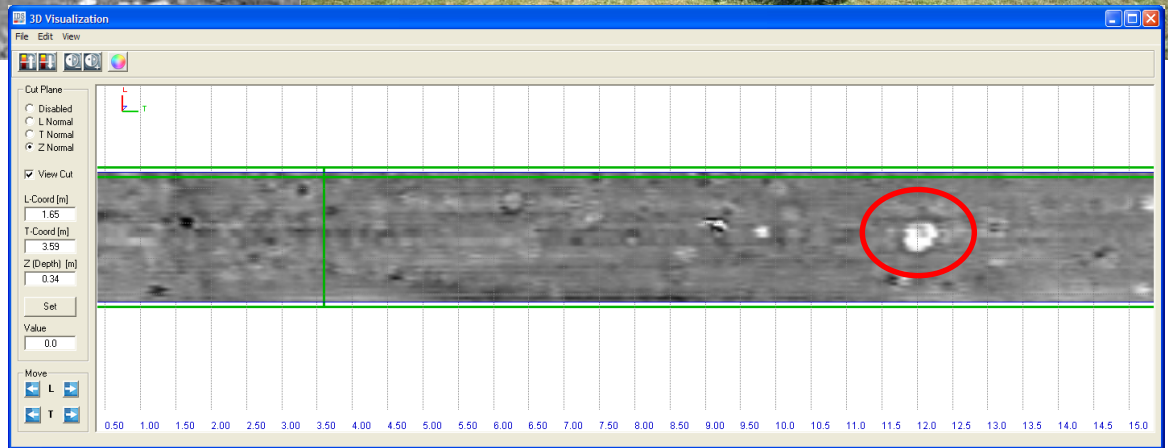 IDS 3D Visualization
File Edit View
Cut Plane
Disabled
L Normal
T Normal
Z Normal
View Cut
L-Coord [m]
1.65
T-Coord [m]
3.59
Z (Depth) [m]
0.34
Set
Value
0.0
Move
L
T
L
T
0.50 1.00 1.50 2.00 2.50 3.00 3.50 4.00 4.50 5.00 5.50 6.00 6.50 7.00 7.50 8.00 8.50 9.00 9.50 10.0 10.5 11.0 11.5 12.0 12.5 13.0 13.5 14.0 14.5 15.0